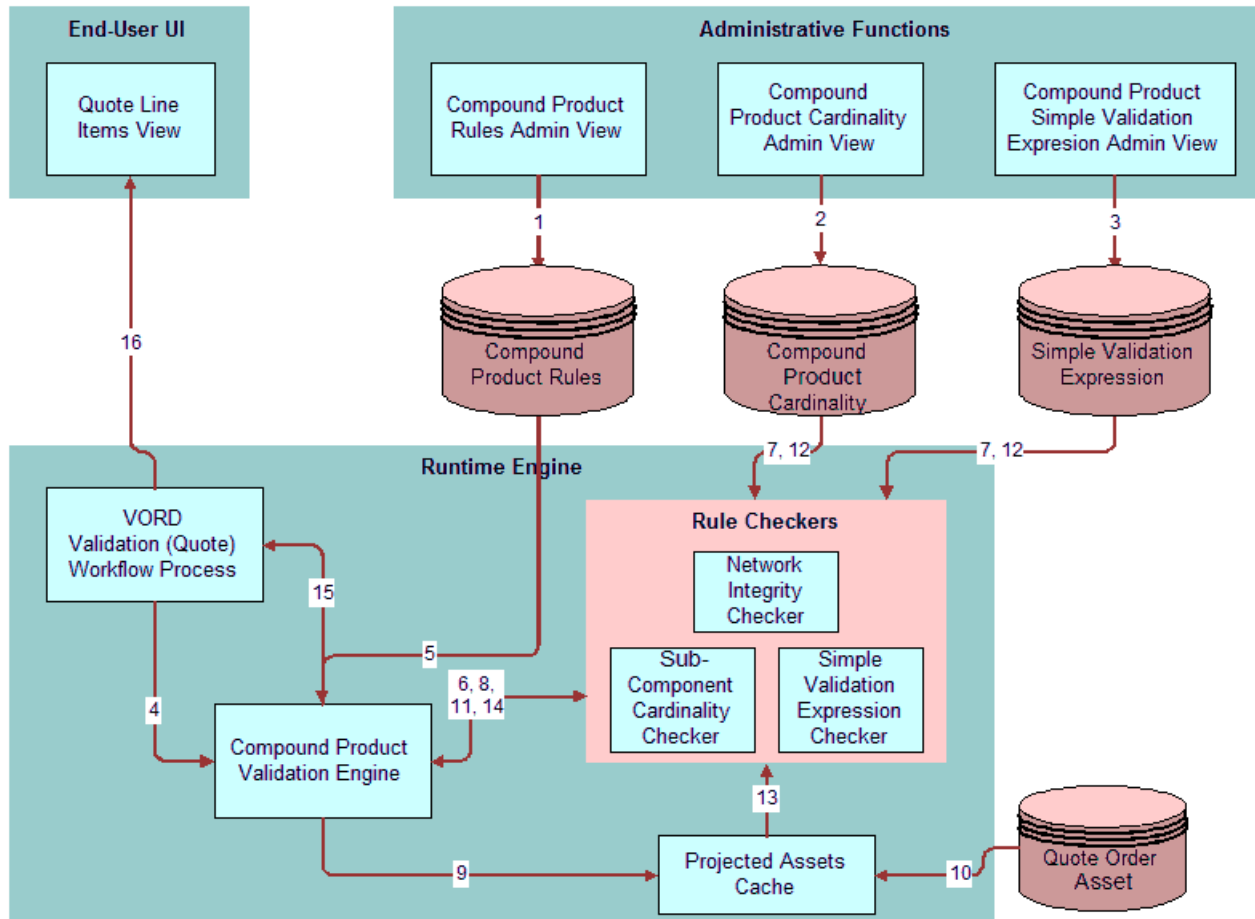 End-User UI
Administrative Functions
Quote Line
Items View
Compound Product
Rules Admin View
Compound
Product Cardinality
Admin View
Compound Product
Simple Validation
Expresion Admin View
1
2
3
16
Compound
Product Rules
Compound
Product
Cardinality
Simple Validation
Expression
7, 12
7, 12
Runtime Engine
VORD
Validation (Quote)
Workflow Process
Rule Checkers
Network
Integrity
Checker
15
5
Sub-
Component
Cardinality
Checker
Simple
Validation
Expression
Checker
6, 8,
11, 14
4
Compound Product
Validation Engine
13
9
Projected Assets
Cache
10
Quote Order
Asset